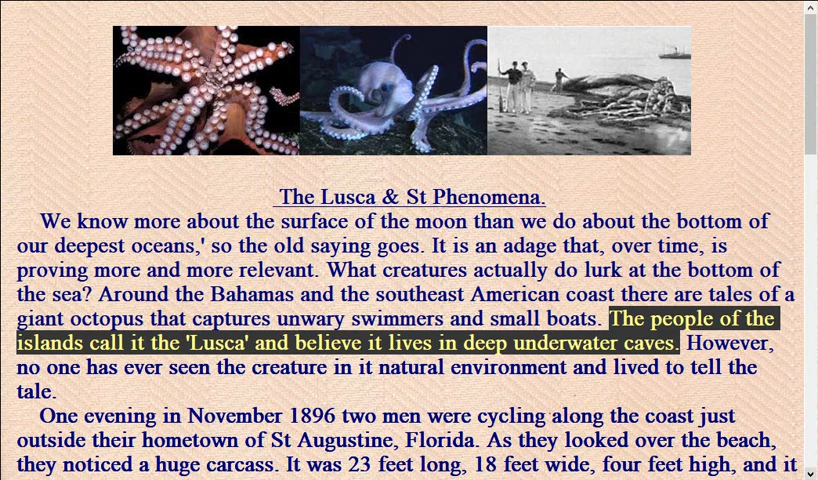 The Lusca & St Phenomena.
We know more about the surface of the moon than we do about the bottom of
our deepest oceans,' so the old saying goes. It is an adage that, over time, is
proving more and more relevant. What creatures actually do lurk at the bottom of
the sea? Around the Bahamas and the southeast American coast there are tales of a
giant octopus that captures unwary swimmers and small boats. The people of the
islands call it the 'Lusca' and believe it lives in deep underwater caves. However,
no one has ever seen the creature in it natural environment and lived to tell the
tale.
One evening in November 1896 two men were cycling along the coast just
outside their hometown of St Augustine, Florida. As they looked over the beach,
they noticed a huge carcass. It was 23 feet long, 18 feet wide, four feet high, and it